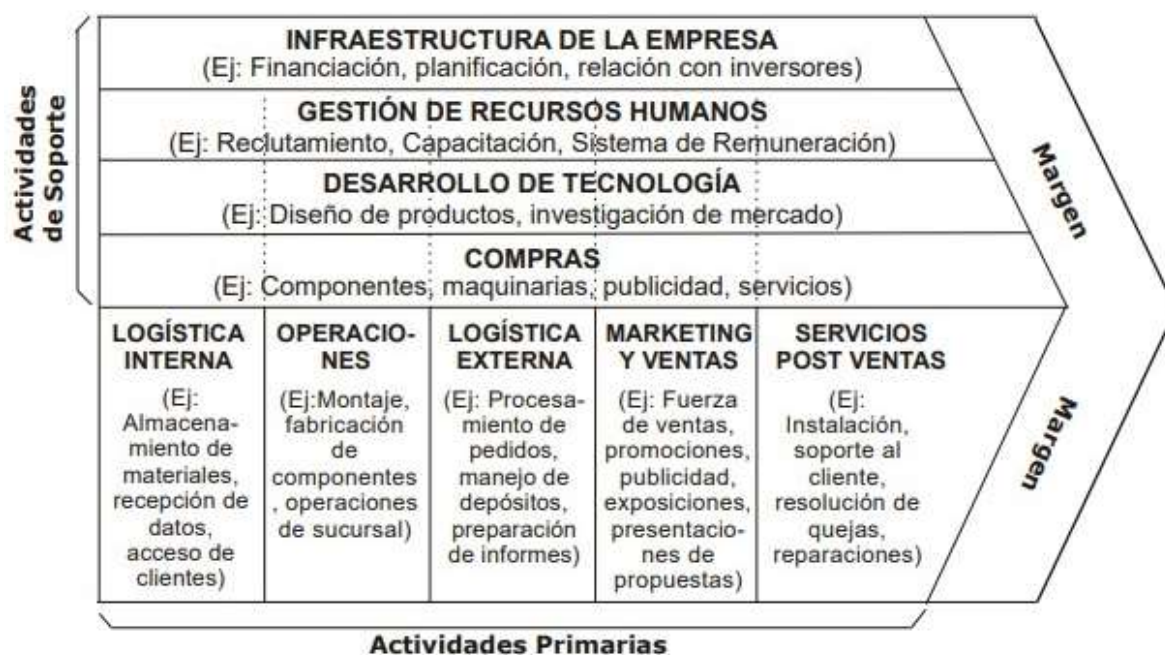 Actividades
de Soporte
INFRAESTRUCTURA DE LA EMPRESA
(Ej: Financiación, planificación, relación con inversores)
GESTIÓN DE RECURSOS HUMANOS
(Ej: Reclutamiento, Capacitación, Sistema de Remuneración)
DESARROLLO DE TECNOLOGÍA
(Ej: Diseño de productos, investigación de mercado)
COMPRAS
(Ej: Componentes, maquinarias, publicidad, servicios)
Margen
LOGÍSTICA
INTERNA
(Ej:
Almacena-
miento de
materiales,
recepción de
datos,
acceso de
clientes)
OPERACIO-
NES
(Ej:Montaje,
fabricación
de
componentes
, operaciones
de sucursal)
LOGÍSTICA
EXTERNA
(Ej: Procesa-
miento de
pedidos,
manejo de
depósitos,
preparación
de informes)
MARKETING
Y VENTAS
(Ej: Fuerza
de ventas,
promociones,
publicidad,
exposiciones,
presentacio-
nes de
propuestas)
SERVICIOS
POST VENTAS
(Ej:
Instalación,
soporte al
cliente,
resolución de
quejas,
reparaciones)
Margen
Actividades Primarias